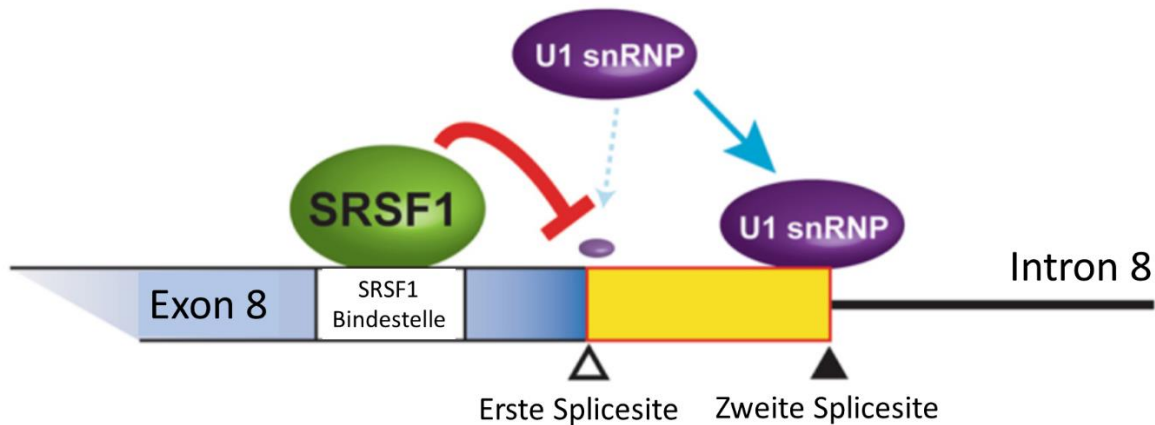 U1 snRNP
SRSF1
U1 snRNP
Intron 8
Exon 8
SRSF1
Bindestelle
Erste Splicesite
Zweite Splicesite